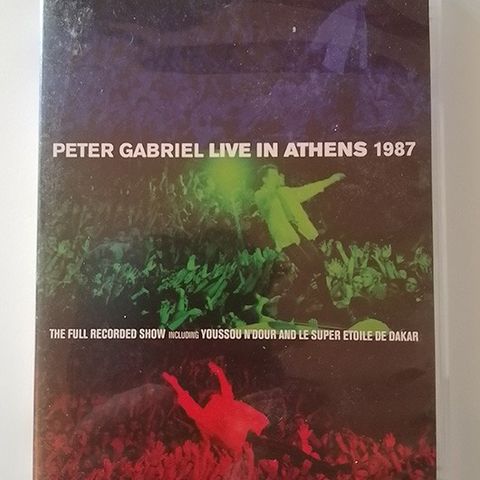 PETER GABRIEL LIVE IN ATHENS 1987
THE FULL RECORDED SHOW INCLUDING YOUSSOU N'DOUR AND LE SUPER ETOILE DE DAKAR